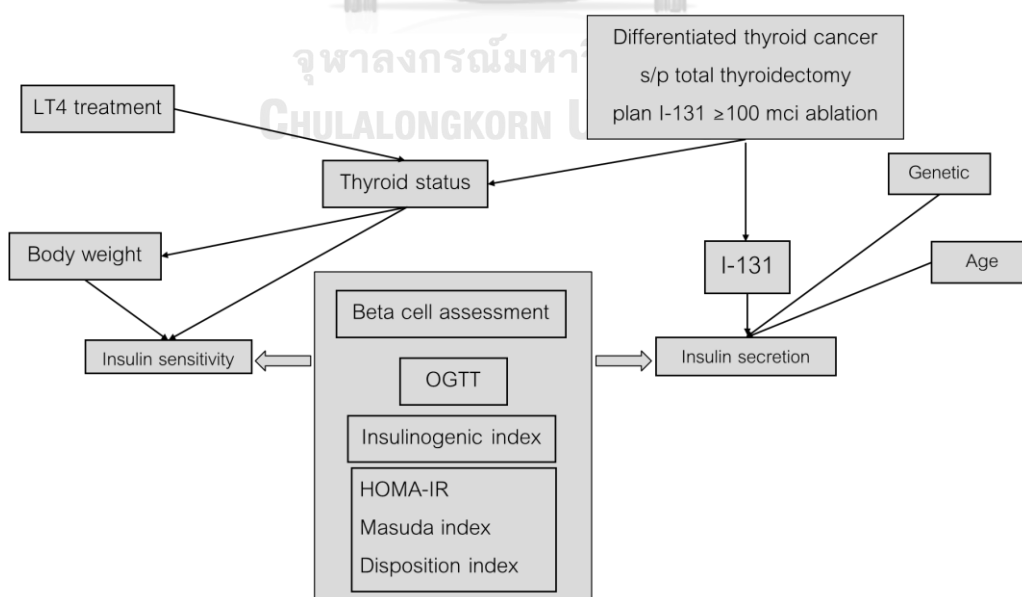 จุฬาลงกรณ์มหาวิ
CHULALONGKORN U
Differentiated thyroid cancer
s/p total thyroidectomy
plan I-131 ≥100 mci ablation
LT4 treatment
Thyroid status
Genetic
Body weight
I-131
Age
Beta cell assessment
Insulin sensitivity
Insulin secretion
OGTT
Insulinogenic index
HOMA-IR
Masuda index
Disposition index